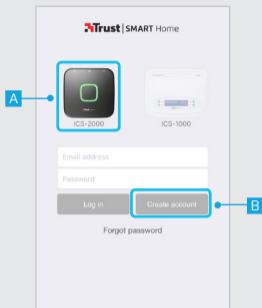 Trust SMART Home
A
ICS-2000
ICS-1000
Email address
Password
Log in
Create account
B
Forgot password